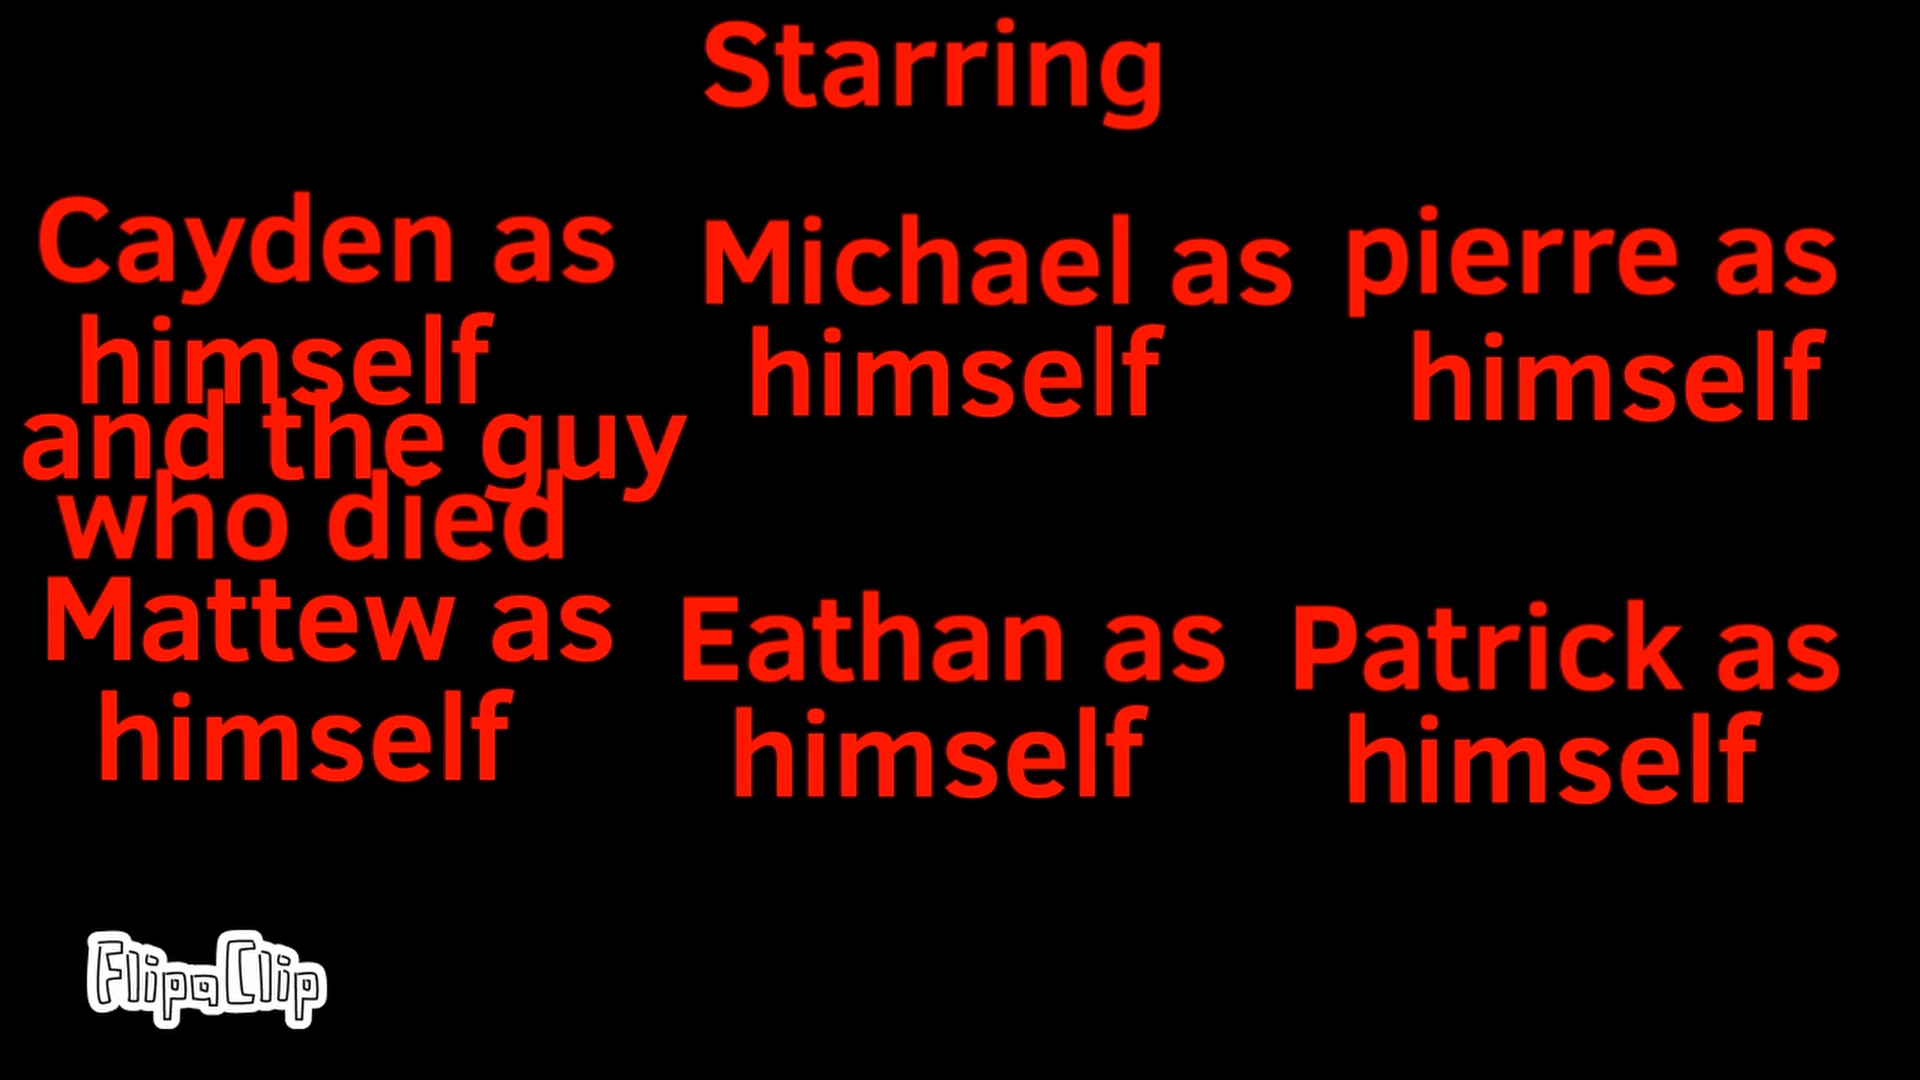 Starring
Cayden as
himself
and the guy
who died
Michael as
himself
pierre as
himself
Mattew as
himself
Eathan as
himself
Patrick as
himself
FlipaClip